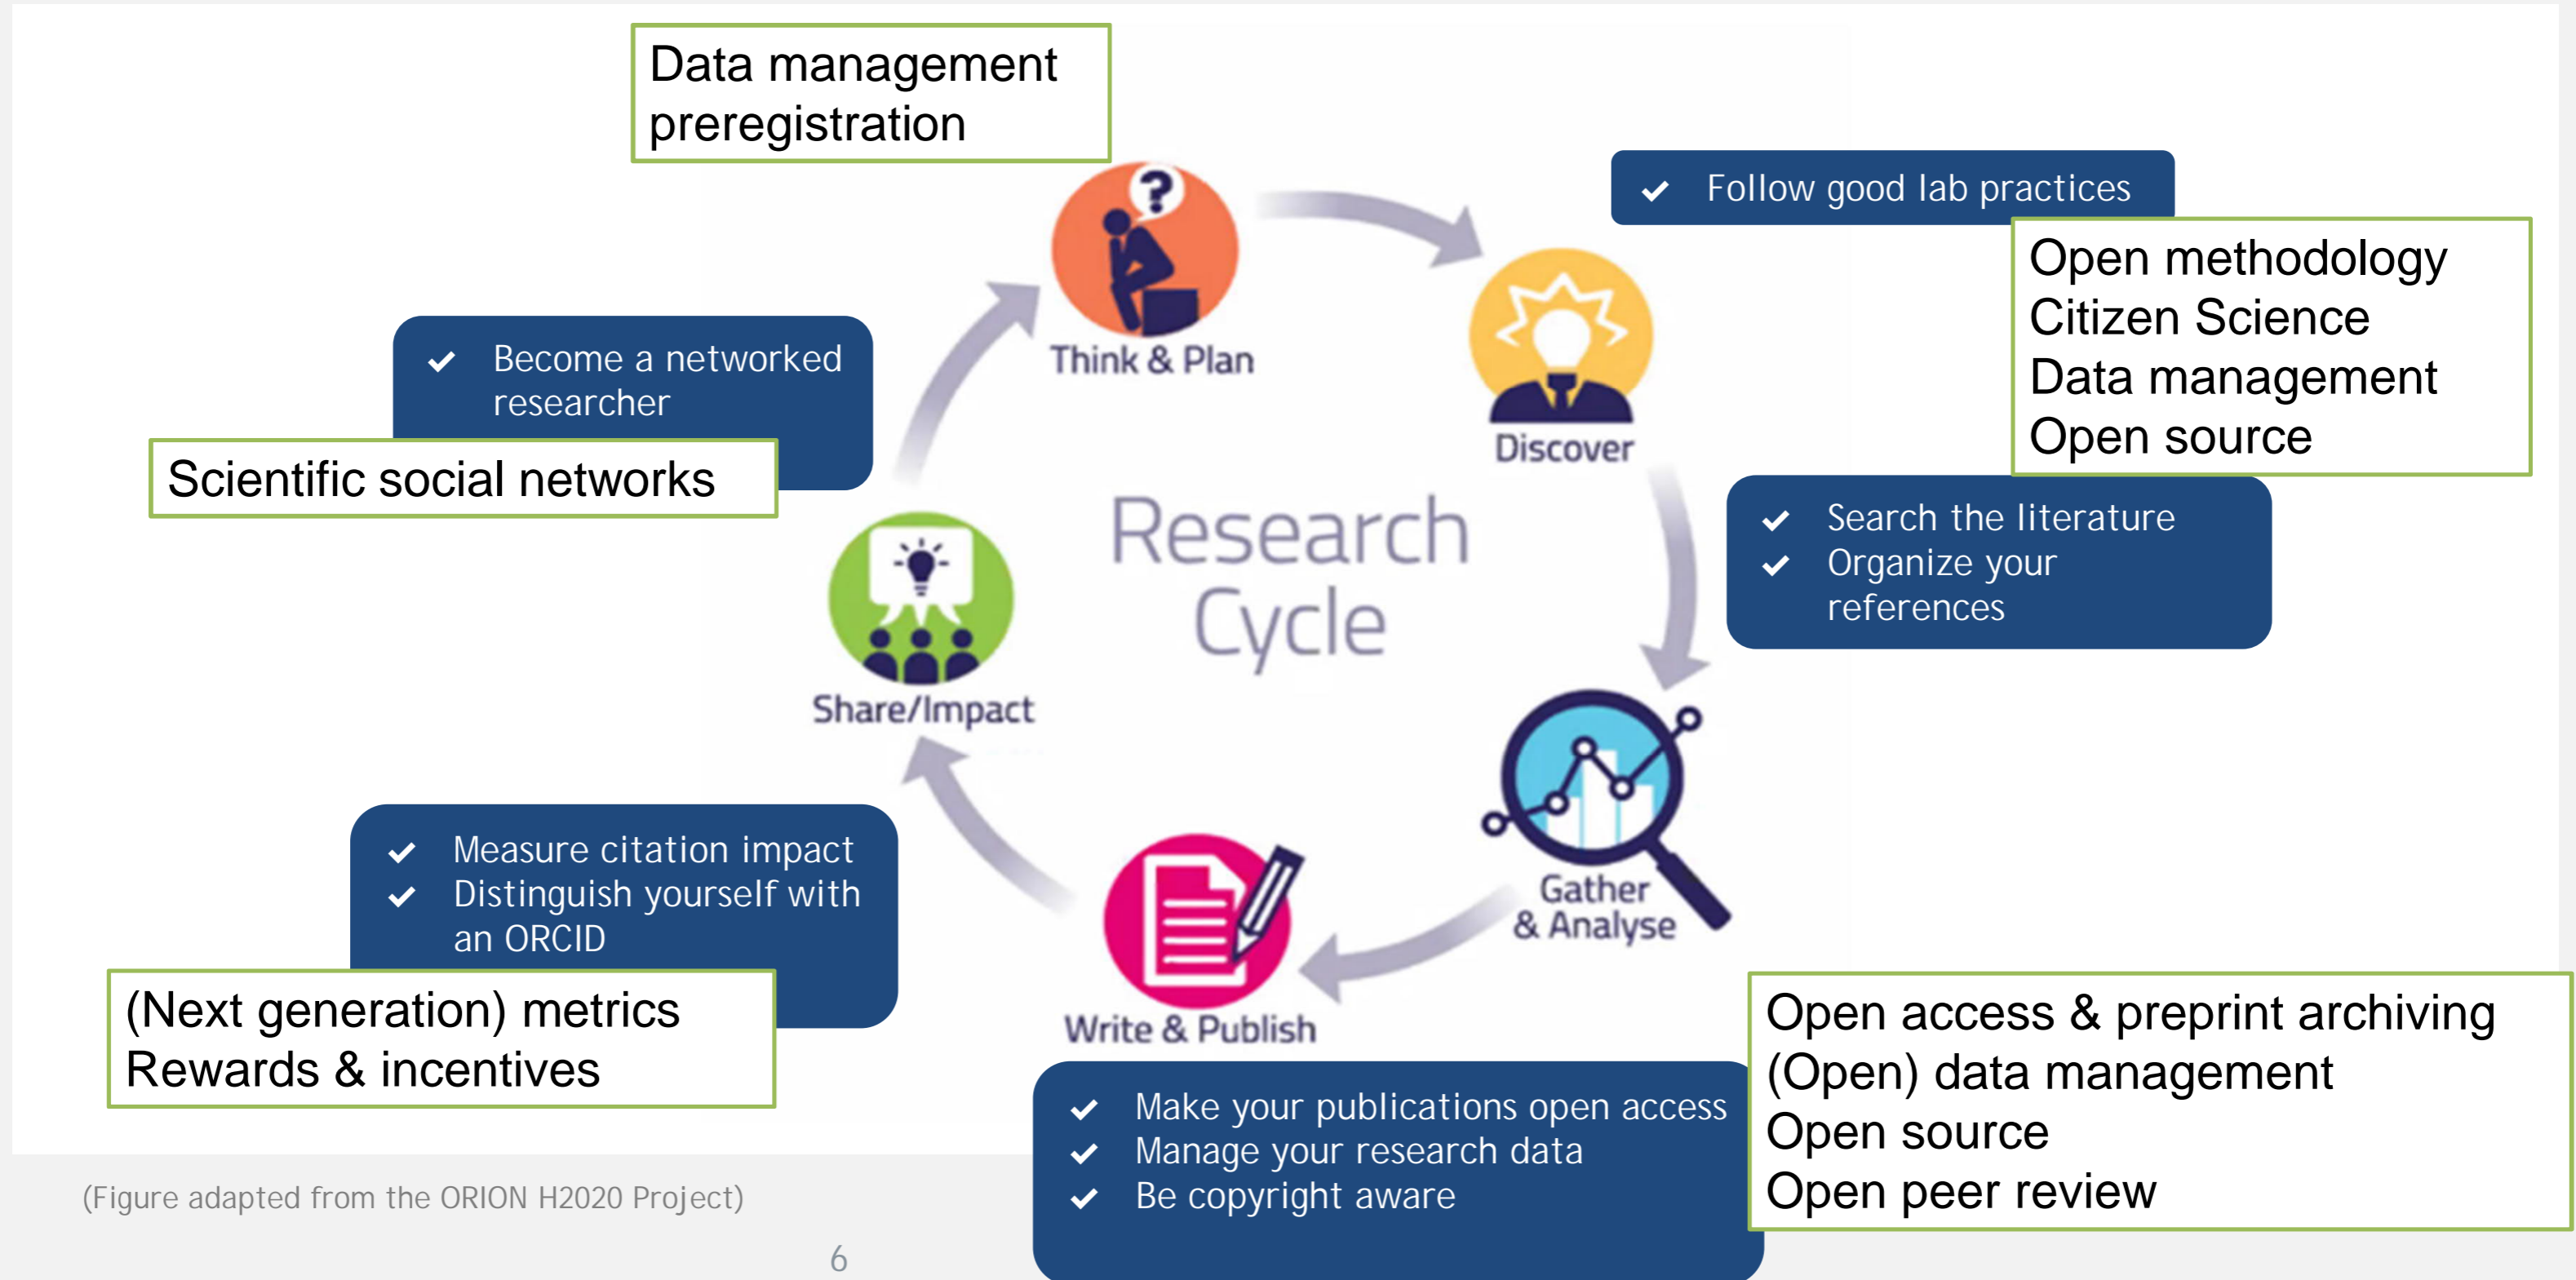 Data management
preregistration
✓ Follow good lab practices
Open methodology
Citizen Science
Data management
Open source
Think & Plan
Discover
✓ Become a networked
researcher
Scientific social networks
Research
Cycle
✓ Search the literature
✓ Organize your
references
Share/Impact
Gather
& Analyse
✓ Measure citation impact
✓ Distinguish yourself with
an ORCID
(Next generation) metrics
Rewards & incentives
Write & Publish
Open access & preprint archiving
(Open) data management
Open source
Open peer review
✓ Make your publications open access
✓ Manage your research data
✓ Be copyright aware
(Figure adapted from the ORION H2020 Project)
6